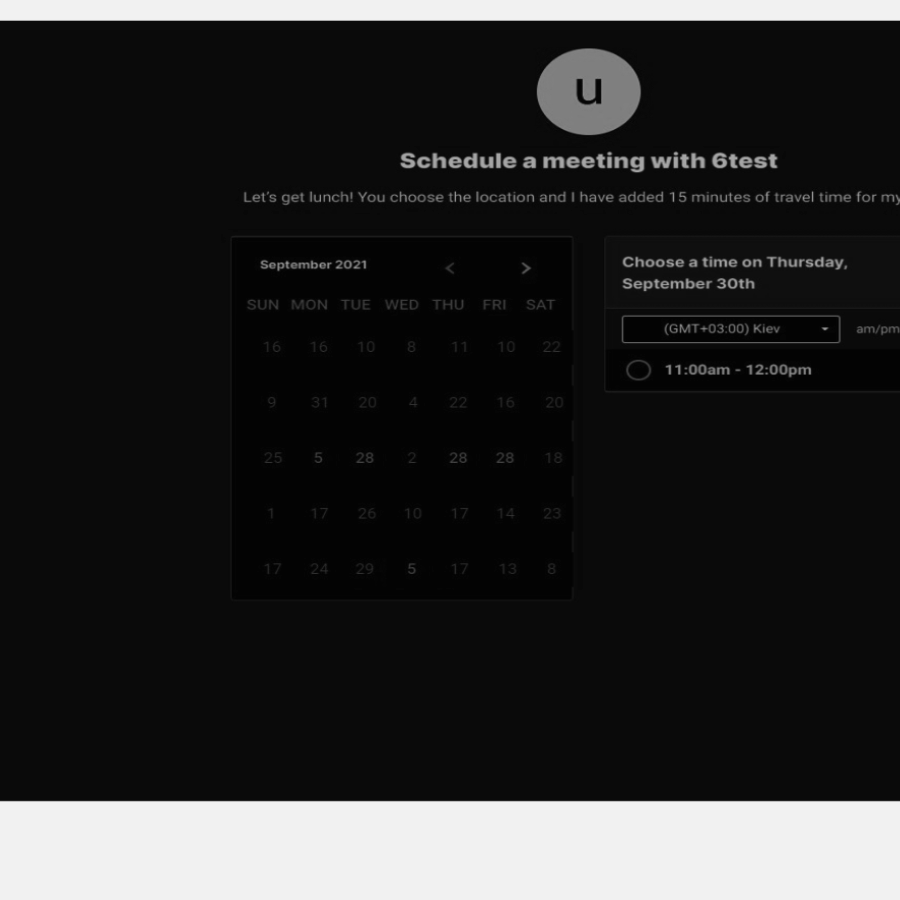 u
Schedule a meeting with 6test
Let's get lunch! You choose the location and I have added 15 minutes of travel time for my
September 2021 < >
SUN MON TUE WED THU FRI SAT
16 16 10 8 11 10 22
9 31 20 4 22 16 20
25 5 28 2 28 28 18
1 17 26 10 17 14 23
17 24 29 5 17 13 8
Choose a time on Thursday,
September 30th
(GMT+03:00) Kiev am/pm
11:00am - 12:00pm